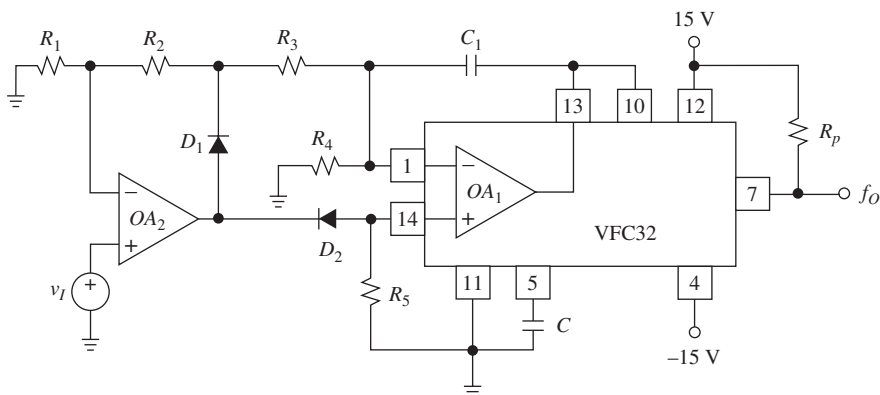 15 V
R1 R2 R3 C1
13 10 12
Rp
D1 R4
1
− OA1
7 fO
− OA2
14 +
VFC32
+ D2
vI + R5
11 5 4
C
–15 V